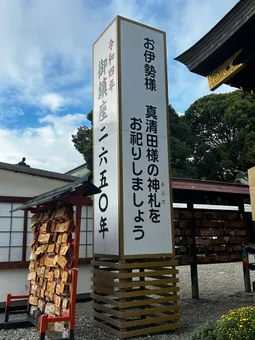 お伊勢様 真清田様の神札を
お祀りしましょう
令和四年
御鎮座二六五〇年